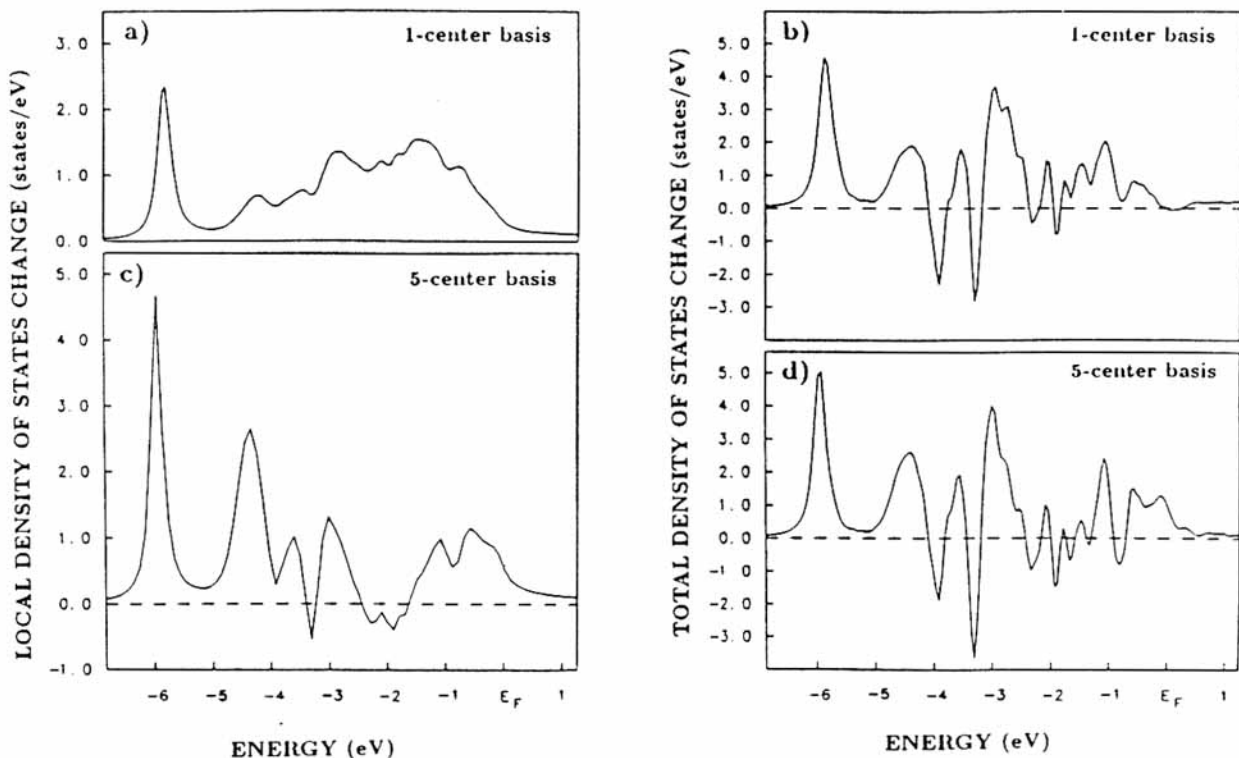 LOCAL DENSITY OF STATES CHANGE (states/eV)
a)
1-center basis
3. 0
2. 0
1. 0
0. 0
c)
5-center basis
5. 0
4. 0
3. 0
2. 0
1. 0
0. 0
-1. 0
-6 -5 -4 -3 -2 -1 E_F 1
ENERGY (eV)
TOTAL DENSITY OF STATES CHANGE (states/eV)
b)
1-center basis
5. 0
4. 0
3. 0
2. 0
1. 0
0. 0
-1. 0
-2. 0
-3. 0
d)
5-center basis
5. 0
4. 0
3. 0
2. 0
1. 0
0. 0
-1. 0
-2. 0
-3. 0
-6 -5 -4 -3 -2 -1 E_F 1
ENERGY (eV)